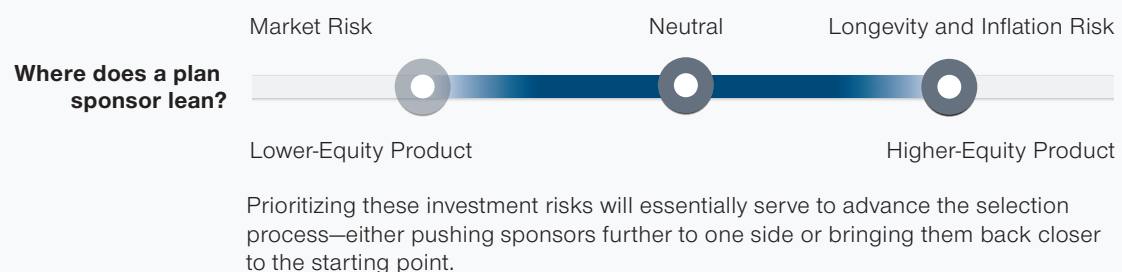 Market Risk
Neutral
Longevity and Inflation Risk
Where does a plan
sponsor lean?
Lower-Equity Product
Higher-Equity Product
Prioritizing these investment risks will essentially serve to advance the selection
process—either pushing sponsors further to one side or bringing them back closer
to the starting point.